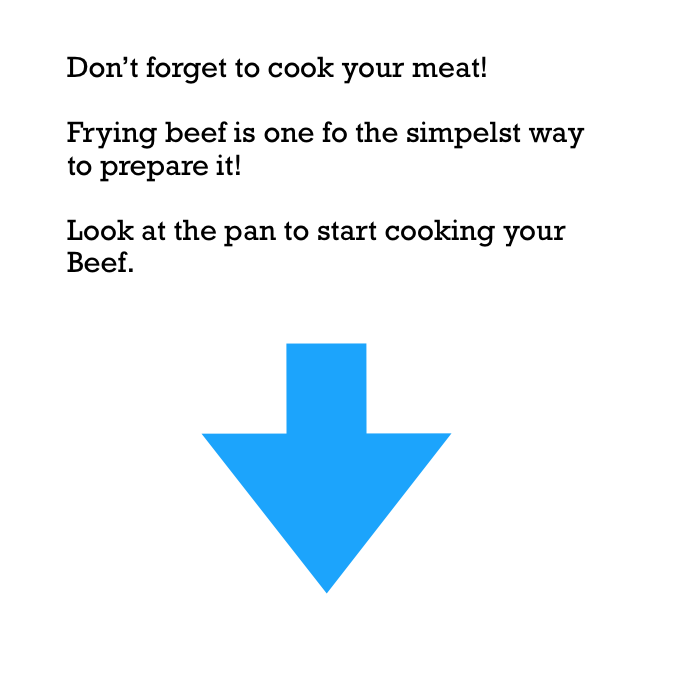 Don’t forget to cook your meat!
Frying beef is one fo the simpelst way
to prepare it!
Look at the pan to start cooking your
Beef.